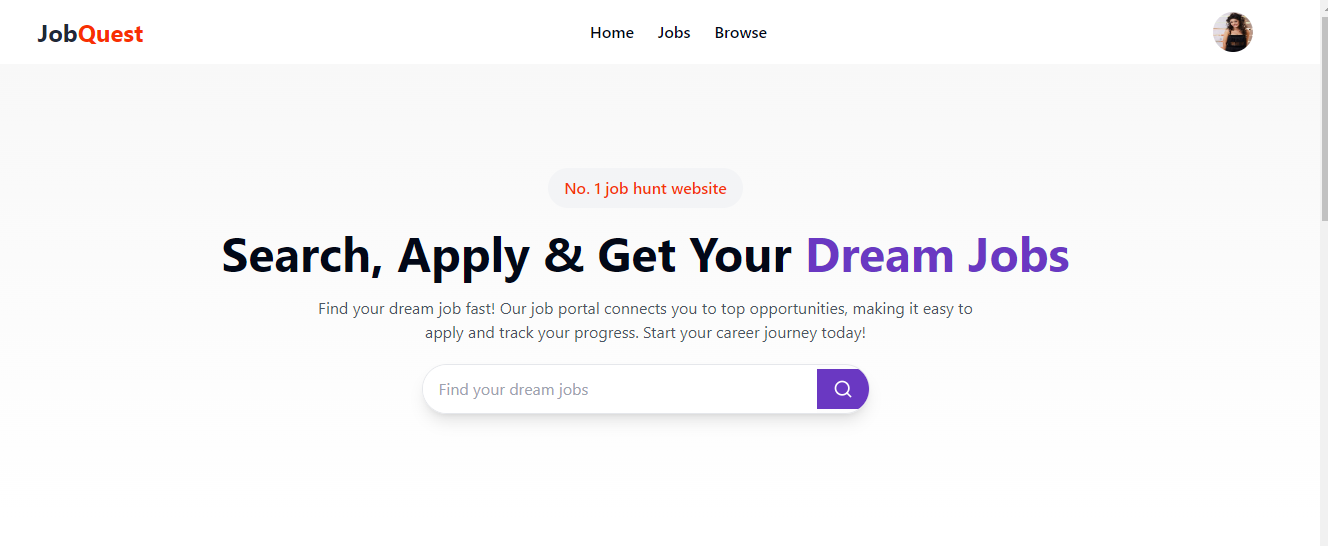 JobQuest
Home Jobs Browse
No. 1 job hunt website
Search, Apply & Get Your Dream Jobs
Find your dream job fast! Our job portal connects you to top opportunities, making it easy to
apply and track your progress. Start your career journey today!
Find your dream jobs